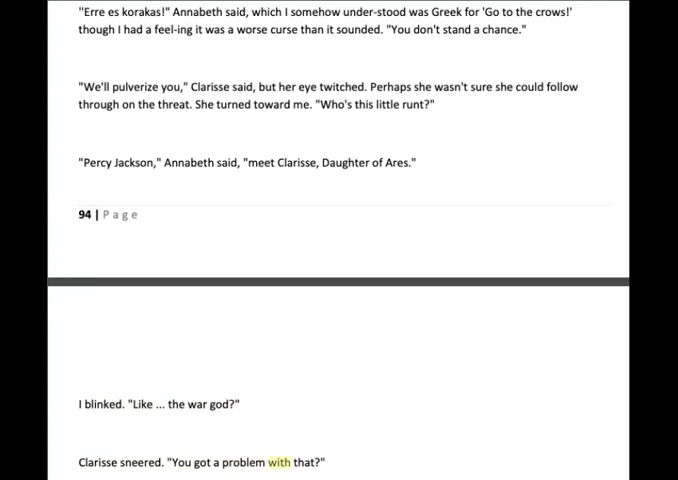 "Erre es korakas!" Annabeth said, which I somehow under-stood was Greek for 'Go to the crows!'
though I had a feel-ing it was a worse curse than it sounded. "You don't stand a chance."
"We'll pulverize you," Clarisse said, but her eye twitched. Perhaps she wasn't sure she could follow
through on the threat. She turned toward me. "Who's this little runt?"
"Percy Jackson," Annabeth said, "meet Clarisse, Daughter of Ares."
94 | P a g e
I blinked. "Like ... the war god?"
Clarisse sneered. "You got a problem with that?"